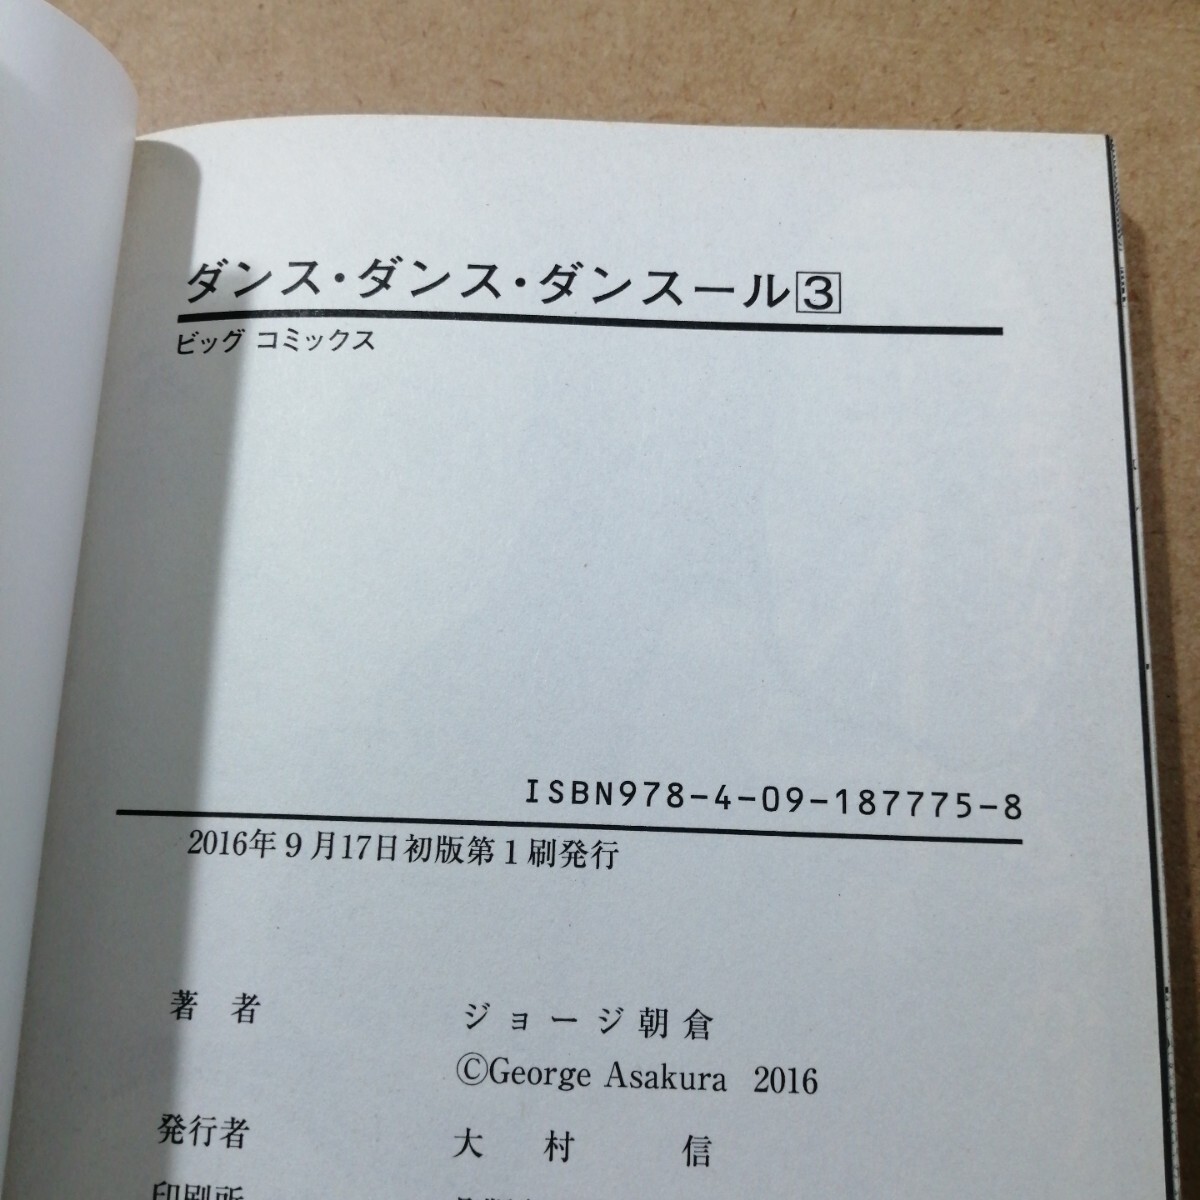 ダンス・ダンス・ダンスール3
ビッグ コミックス
ISBN978-4-09-187775-8
2016年9月17日初版第1刷発行
著 者 ジョージ朝倉
©George Asakura 2016
発行者 大 村 信
印刷所